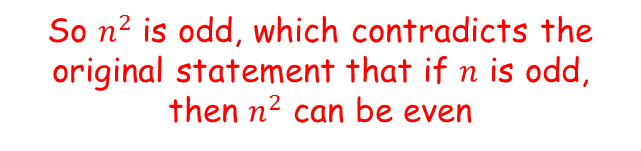 So n² is odd, which contradicts the
original statement that if n is odd,
then n² can be even